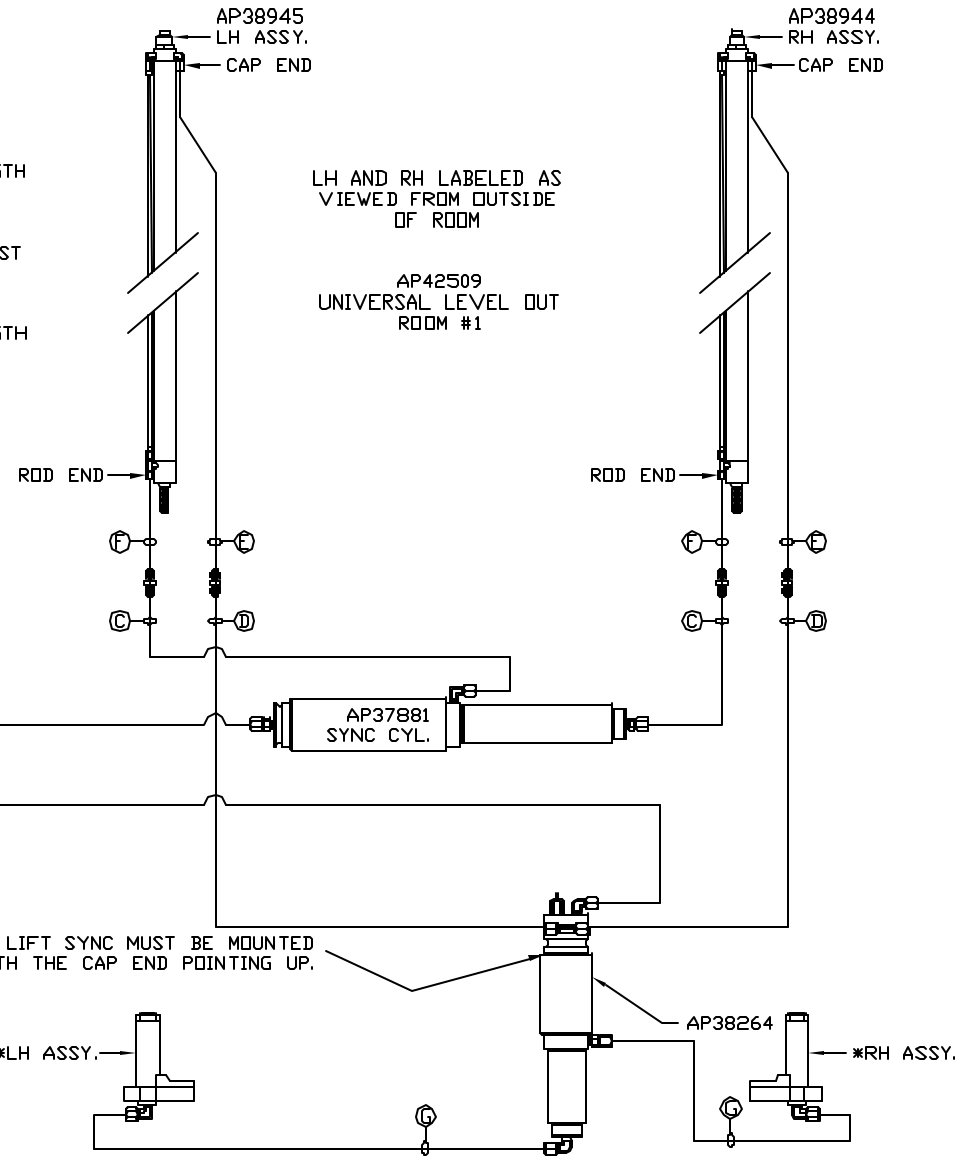 AP38945
LH ASSY.
CAP END
AP38944
RH ASSY.
CAP END
LH AND RH LABELED AS
VIEWED FROM OUTSIDE
OF ROOM
ST
AP42509
UNIVERSAL LEVEL OUT
ROOM #1
ROD END
ROD END
F
E
F
E
C
D
C
D
AP37881
SYNC CYL.
LIFT SYNC MUST BE MOUNTED
TH THE CAP END POINTING UP.
AP38264
*LH ASSY.
*RH ASSY.
G
G